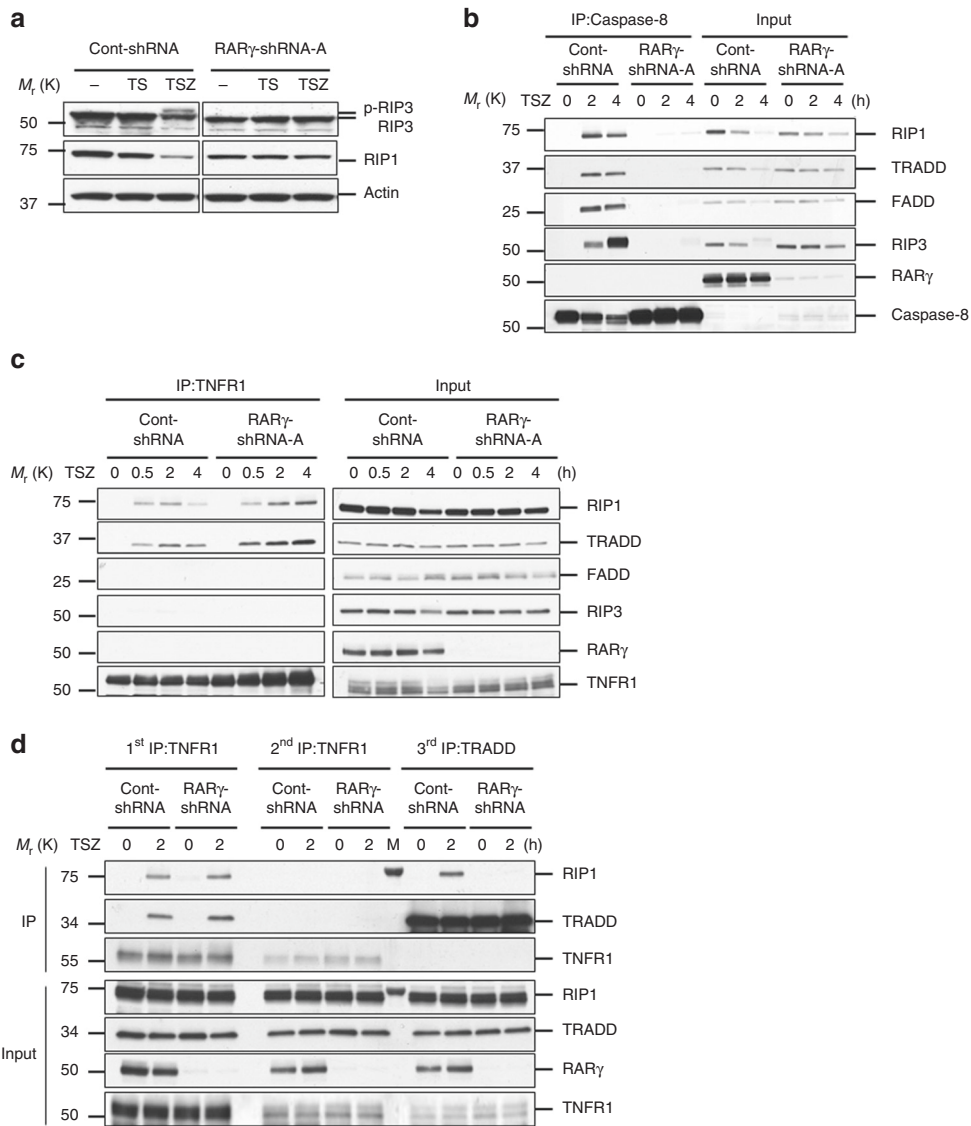 a
Cont-shRNA RARγ-shRNA-A
Mr (K) – TS TSZ – TS TSZ
p-RIP3
50 RIP3
75 RIP1
37 Actin
b
IP:Caspase-8 Input
Cont-shRNA RARγ-shRNA-A Cont-shRNA RARγ-shRNA-A
Mr (K) TSZ 0 2 4 0 2 4 0 2 4 0 2 4 (h)
75 RIP1
37 TRADD
25 FADD
50 RIP3
50 RARγ
50 Caspase-8
c
IP:TNFR1 Input
Cont-shRNA RARγ-shRNA-A Cont-shRNA RARγ-shRNA-A
Mr (K) TSZ 0 0.5 2 4 0 0.5 2 4 0 0.5 2 4 0 0.5 2 4 (h)
75 RIP1
37 TRADD
25 FADD
50 RIP3
50 RARγ
50 TNFR1
d
1st IP:TNFR1 2nd IP:TNFR1 3rd IP:TRADD
Cont-shRNA RARγ-shRNA Cont-shRNA RARγ-shRNA Cont-shRNA RARγ-shRNA
Mr (K) TSZ 0 2 0 2 0 2 0 2 M 0 2 0 2 (h)
IP
75 RIP1
34 TRADD
55 TNFR1
Input
75 RIP1
34 TRADD
50 RARγ
50 TNFR1